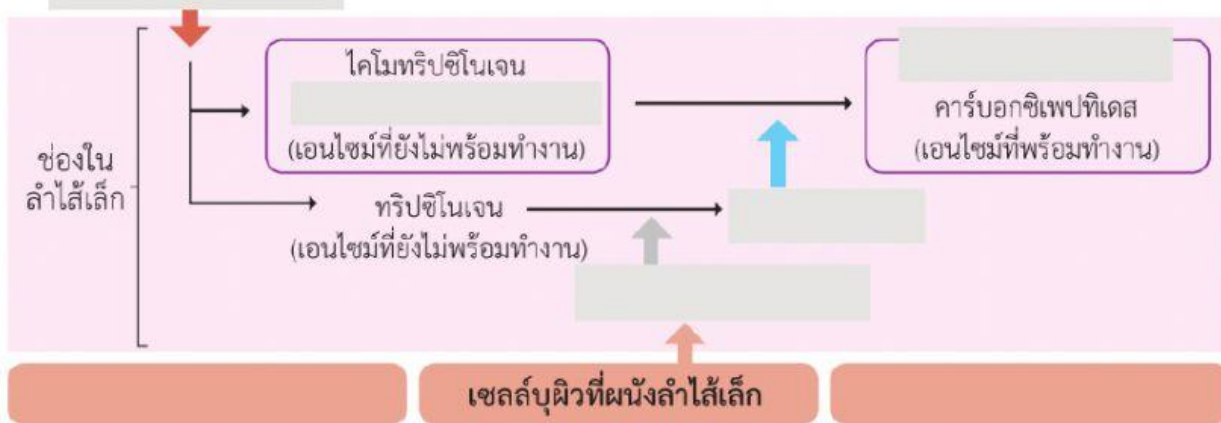 ไคโมทริปซิโนเจน
(เอนไซม์ที่ยังไม่พร้อมทำงาน)
คาร์บอกซิเพปทิเดส
(เอนไซม์ที่พร้อมทำงาน)
ช่องใน
ลำไส้เล็ก
ทริปซิโนเจน
(เอนไซม์ที่ยังไม่พร้อมทำงาน)
เซลล์บุผิวที่ผนังลำไส้เล็ก